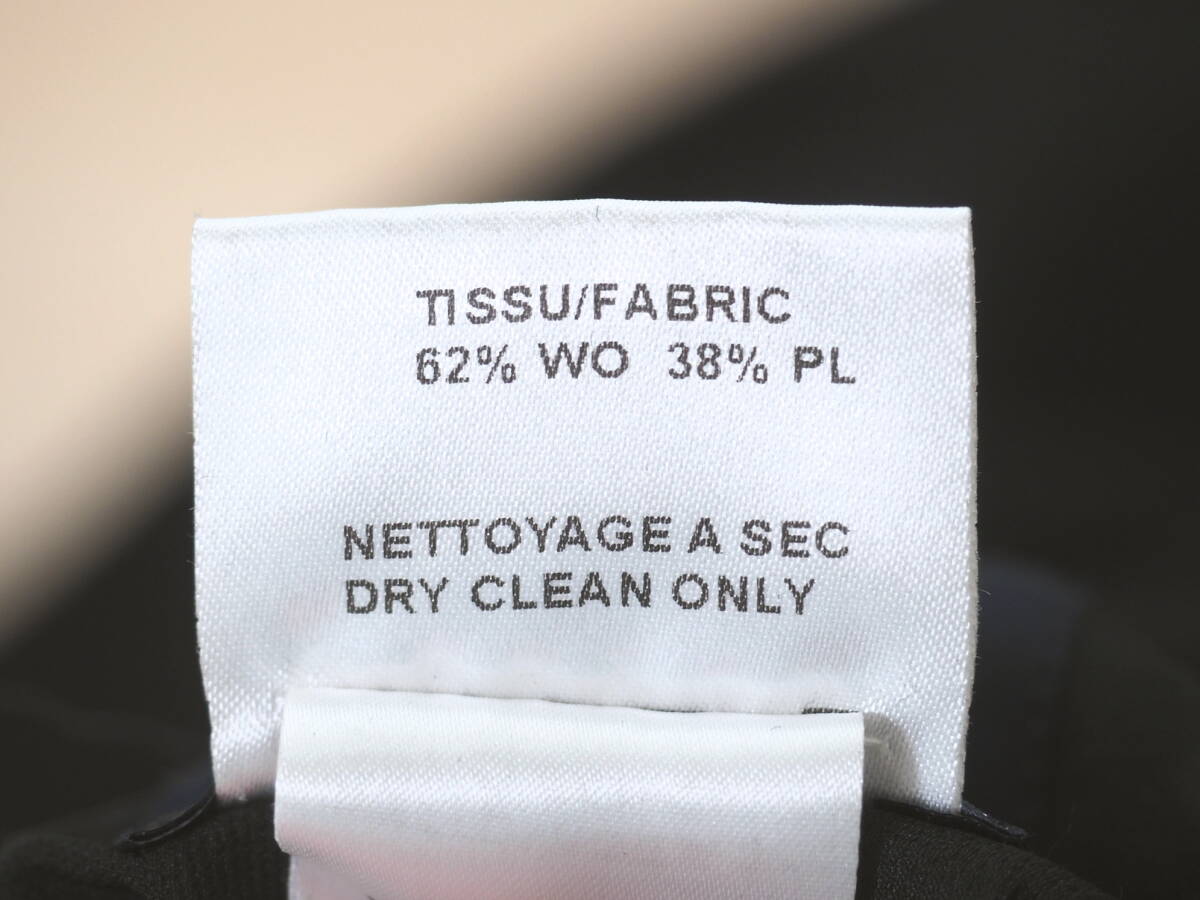 TISSU/FABRIC
62% WO 38% PL
NETTOYAGE A SEC
DRY CLEAN ONLY